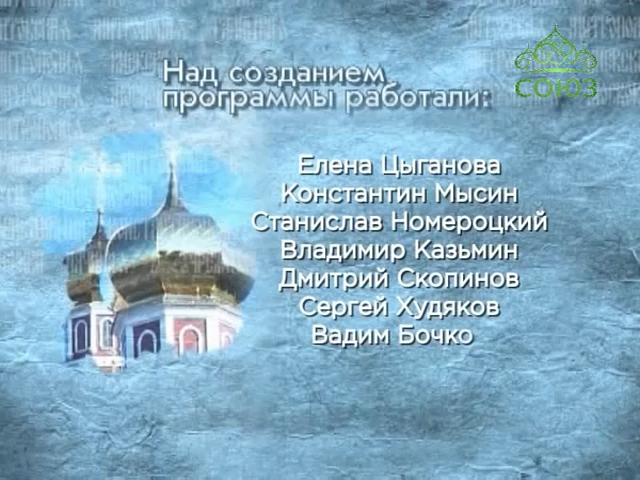 Над созданием
программы работали:
СОЮЗ
Елена Цыганова
Константин Мысин
Станислав Номероцкий
Владимир Казьмин
Дмитрий Скопинов
Сергей Худяков
Вадим Бочко